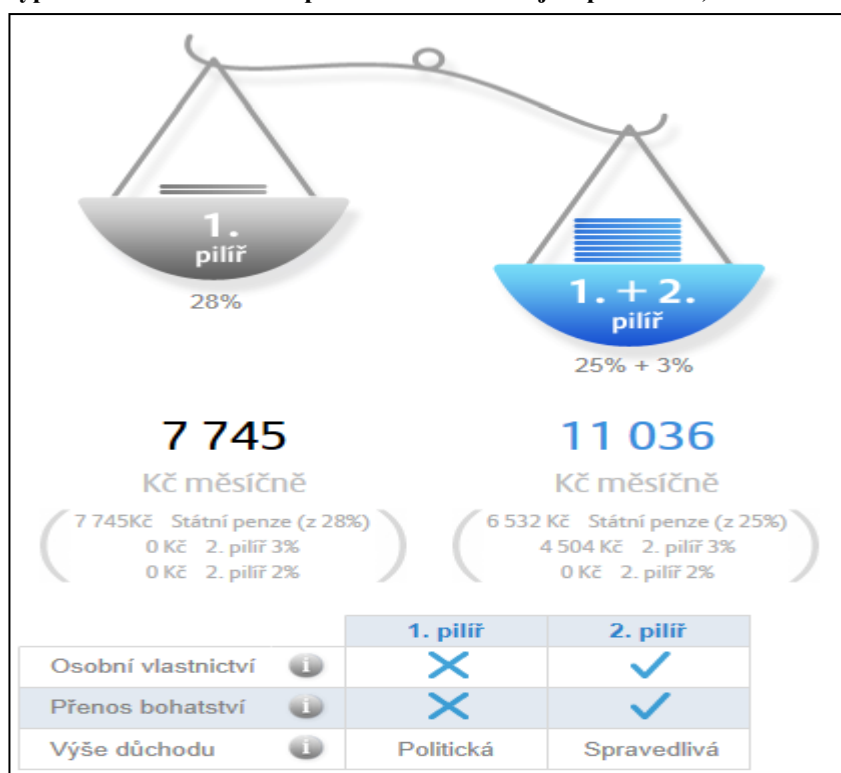 1.
pilíř
28%
1. + 2.
pilíř
25% + 3%
7 745
Kč měsíčně
7 745Kč Státní penze (z 28%)
0 Kč 2. pilíř 3%
0 Kč 2. pilíř 2%
11 036
Kč měsíčně
6 532 Kč Státní penze (z 25%)
4 504 Kč 2. pilíř 3%
0 Kč 2. pilíř 2%
1. pilíř 2. pilíř
Osobní vlastnictví i
Přenos bohatství i
Výše důchodu i Politická Spravedlivá